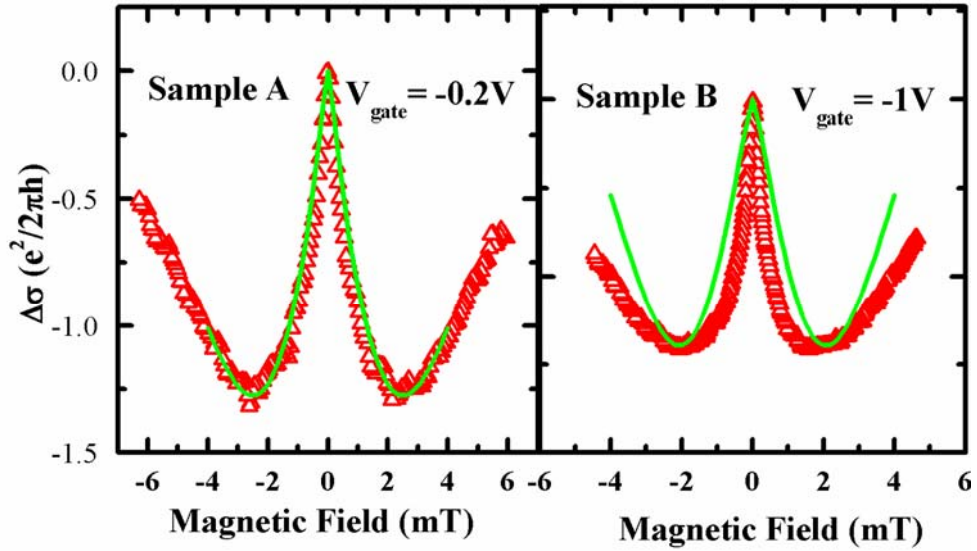 Δσ (e²/2πh)
0.0
-0.5
-1.0
-1.5
Sample A
V_gate = -0.2V
-6 -4 -2 0 2 4 6
Magnetic Field (mT)
Sample B
V_gate = -1V
-4 -2 0 2 4 6
Magnetic Field (mT)